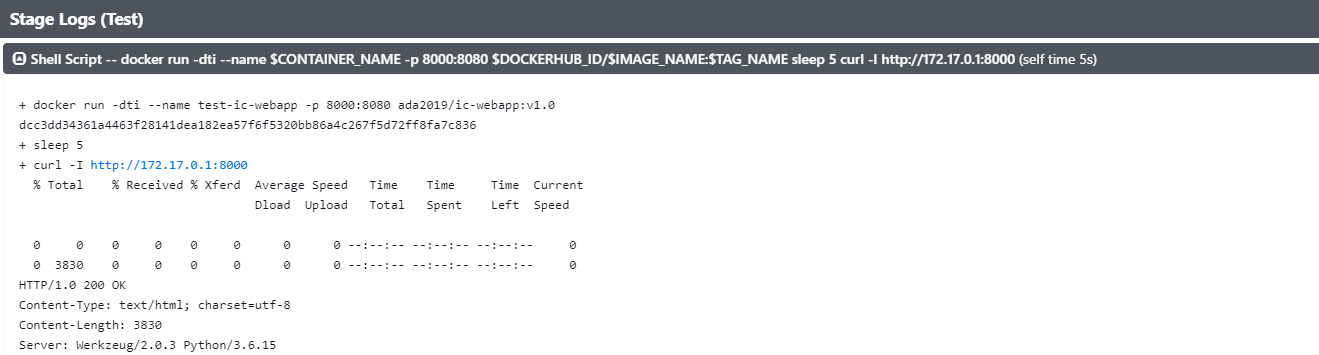 Stage Logs (Test)
Shell Script -- docker run -dti --name $CONTAINER_NAME -p 8000:8080 $DOCKERHUB_ID/$IMAGE_NAME:$TAG_NAME sleep 5 curl -I http://172.17.0.1:8000 (self time 5s)
+ docker run -dti --name test-ic-webapp -p 8000:8080 ada2019/ic-webapp:v1.0
dcc3dd34361a4463f28141dea182ea57f6f5320bb86a4c267f5d72ff8fa7c836
+ sleep 5
+ curl -I http://172.17.0.1:8000
% Total % Received % Xferd Average Speed Time Time Time Current
Dload Upload Total Spent Left Speed
0 0 0 0 0 0 0 0 --:--:-- --:--:-- --:--:-- 0
0 3830 0 0 0 0 0 0 --:--:-- --:--:-- --:--:-- 0
HTTP/1.0 200 OK
Content-Type: text/html; charset=utf-8
Content-Length: 3830
Server: Werkzeug/2.0.3 Python/3.6.15